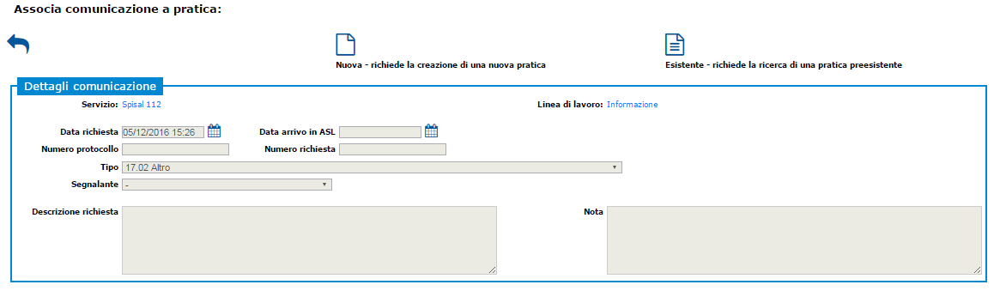 Associa comunicazione a pratica:
Nuova - richiede la creazione di una nuova pratica
Esistente - richiede la ricerca di una pratica preesistente
Dettagli comunicazione
Servizio: Spisal 112
Linea di lavoro: Informazione
Data richiesta 05/12/2016 15:26
Data arrivo in ASL
Numero protocollo
Numero richiesta
Tipo 17.02 Altro
Segnalante -
Descrizione richiesta
Nota